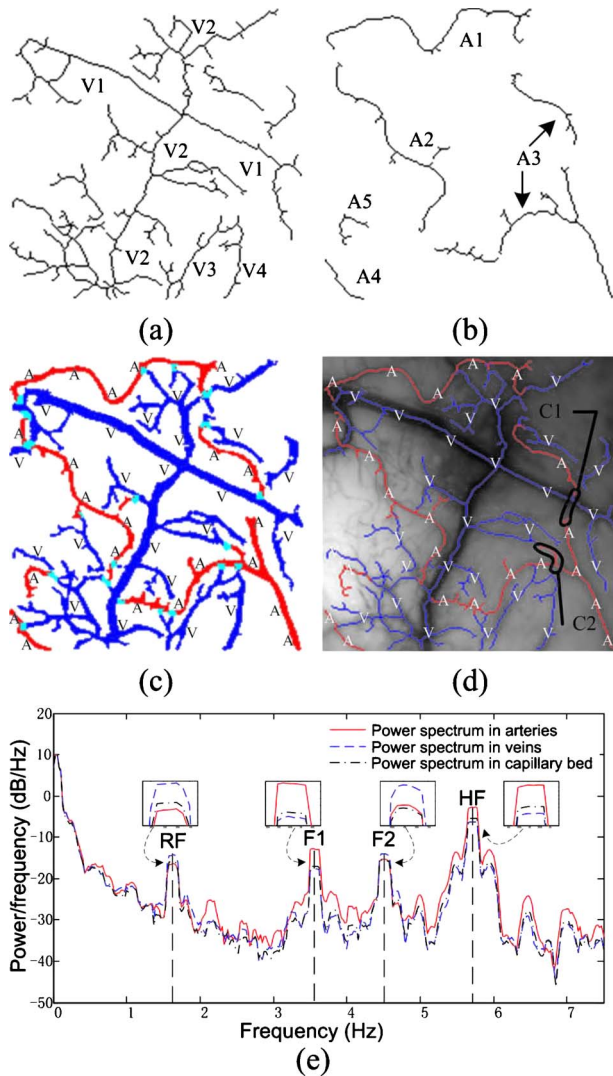 V2
V1
V2
V1
V2
V3
V4
(a)
A1
A2
A3
A5
A4
(b)
A A A A A V V
A V V V V
A A A V V
V A V V
V A V
A V A A A
V V V A
(c)
A A A A A V
A V V V V C1
A A V V
V A V V
V V A A
V A A A
A V V A C2
(d)
Power/frequency (dB/Hz)
20
10
0
-10
-20
-30
-40
-50
Power spectrum in arteries
Power spectrum in veins
Power spectrum in capillary bed
RF
F1
F2
HF
0 1 2 3 4 5 6 7
Frequency (Hz)
(e)